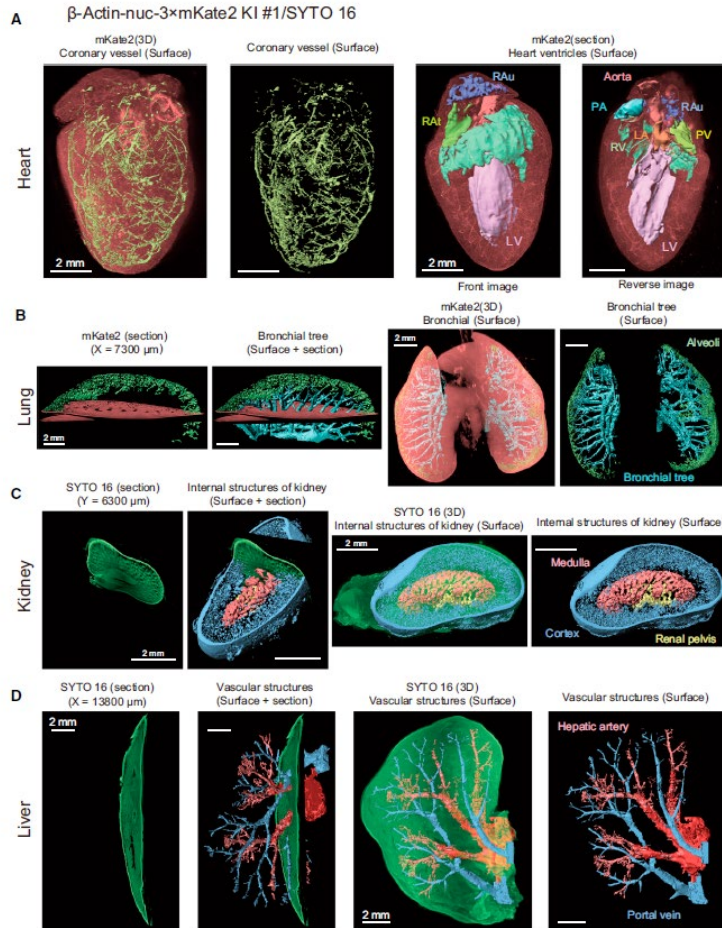 β-Actin-nuc-3×mKate2 KI #1/SYTO 16
A
mKate2(3D)
Coronary vessel (Surface)
Coronary vessel (Surface)
mKate2(section)
Heart ventricles (Surface)
Heart
2 mm
RAu
RAt
LV
2 mm
Front image
Aorta
PA
RAu
LA
PV
RV
LV
Reverse image
B
mKate2 (section)
(X = 7300 µm)
Bronchial tree
(Surface + section)
mKate2(3D)
Bronchial (Surface)
Bronchial tree
(Surface)
Lung
2 mm
2 mm
Alveoli
Bronchial tree
C
SYTO 16 (section)
(Y = 6300 µm)
Internal structures of kidney
(Surface + section)
SYTO 16 (3D)
Internal structures of kidney (Surface)
Internal structures of kidney (Surface
Kidney
2 mm
2 mm
Medulla
Cortex
Renal pelvis
D
SYTO 16 (section)
(X = 13800 µm)
Vascular structures
(Surface + section)
SYTO 16 (3D)
Vascular structures (Surface)
Vascular structures (Surface)
Liver
2 mm
2 mm
Hepatic artery
Portal vein